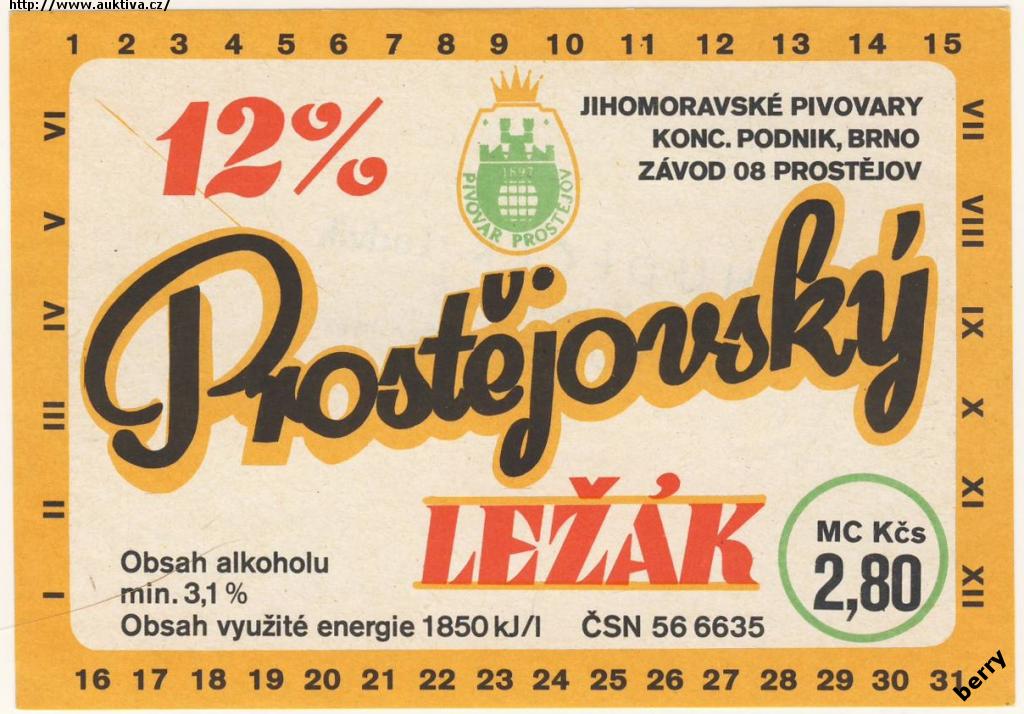 http://www.auktiva.cz/
1 2 3 4 5 6 7 8 9 10 11 12 13 14 15
12%
1897
PIVOVAR PROSTĚJOV
JIHOMORAVSKÉ PIVOVARY
KONC. PODNIK, BRNO
ZÁVOD 08 PROSTĚJOV
Prostějovský
LEŽÁK
MC Kčs
2,80
Obsah alkoholu
min. 3,1 %
Obsah využité energie 1850 kJ/l ČSN 56 6635
I II III IV V VI
VII VIII IX X XI XII
16 17 18 19 20 21 22 23 24 25 26 27 28 29 30 31
berry